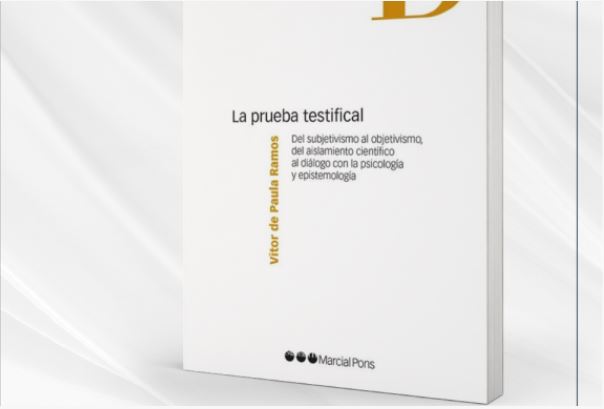 La prueba testifical
Del subjetivismo al objetivismo,
del aislamiento científico
al diálogo con la psicología
y epistemología
Vitor de Paula Ramos
Marcial Pons